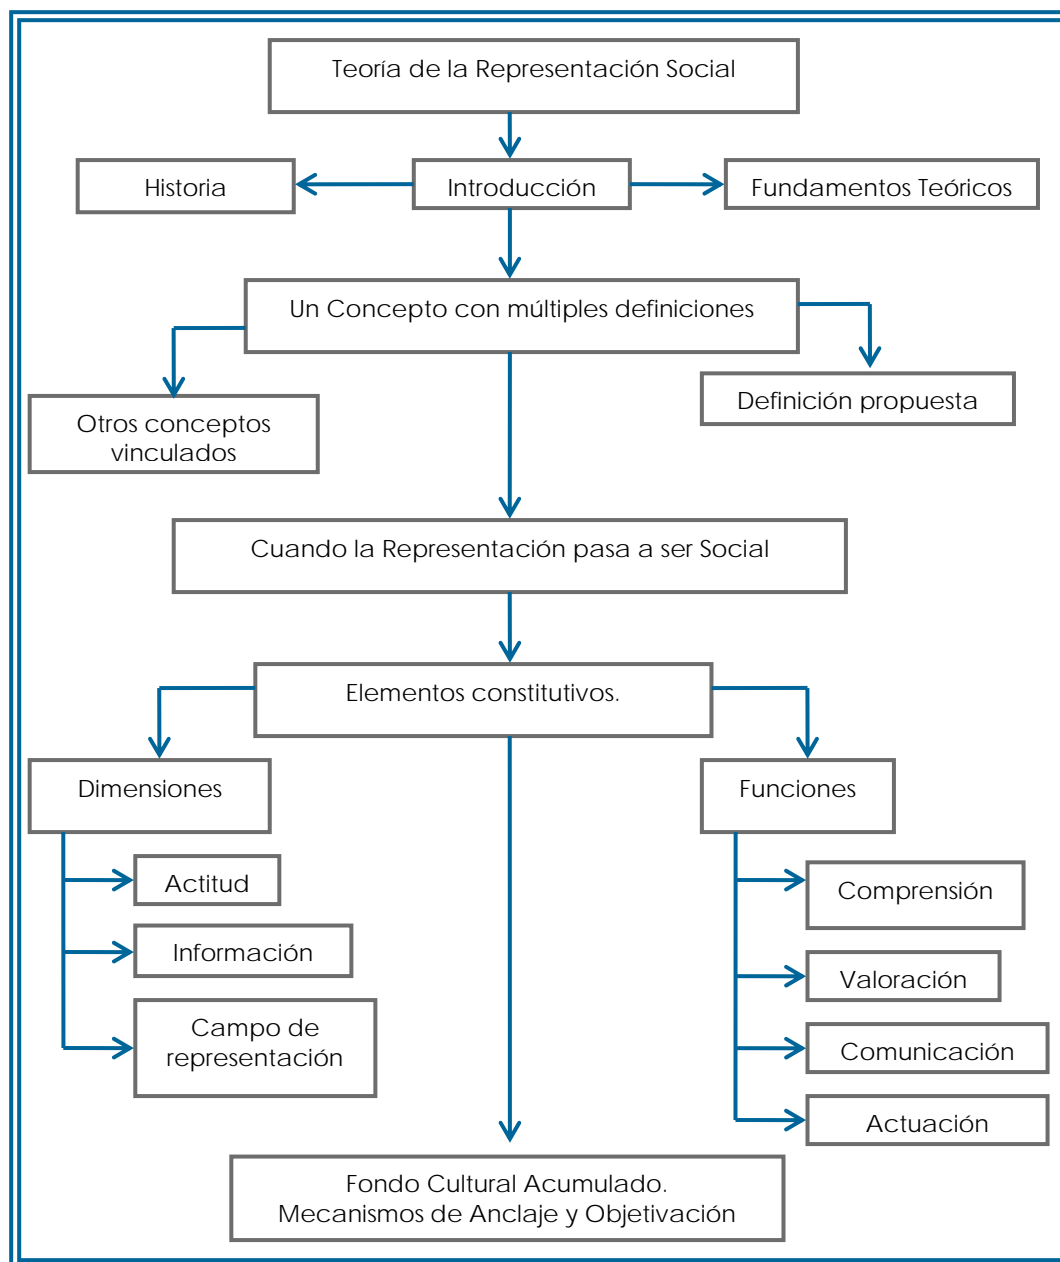 Teoría de la Representación Social
Historia
Introducción
Fundamentos Teóricos
Un Concepto con múltiples definiciones
Otros conceptos
vinculados
Definición propuesta
Cuando la Representación pasa a ser Social
Elementos constitutivos.
Dimensiones
Actitud
Información
Campo de
representación
Funciones
Comprensión
Valoración
Comunicación
Actuación
Fondo Cultural Acumulado.
Mecanismos de Anclaje y Objetivación